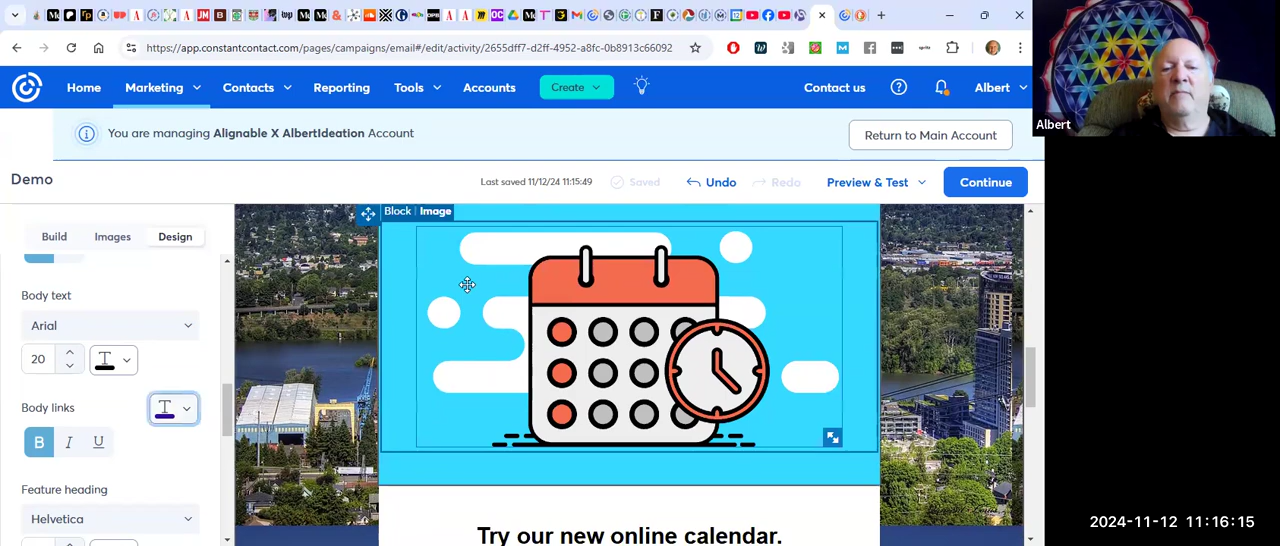 https://app.constantcontact.com/pages/campaigns/email#/edit/activity/2655dff7-d2ff-4952-a8fc-0b8913c66092
Home
Marketing
Contacts
Reporting
Tools
Accounts
Create
Contact us
Albert
Albert
You are managing Alignable X AlbertIdeation Account
Return to Main Account
Demo
Last saved 11/12/24 11:15:49
Saved
Undo
Redo
Preview & Test
Continue
Build
Images
Design
Block | Image
Body text
Arial
20
T
Body links
T
B
I
U
Feature heading
Helvetica
Try our new online calendar.
2024-11-12 11:16:15